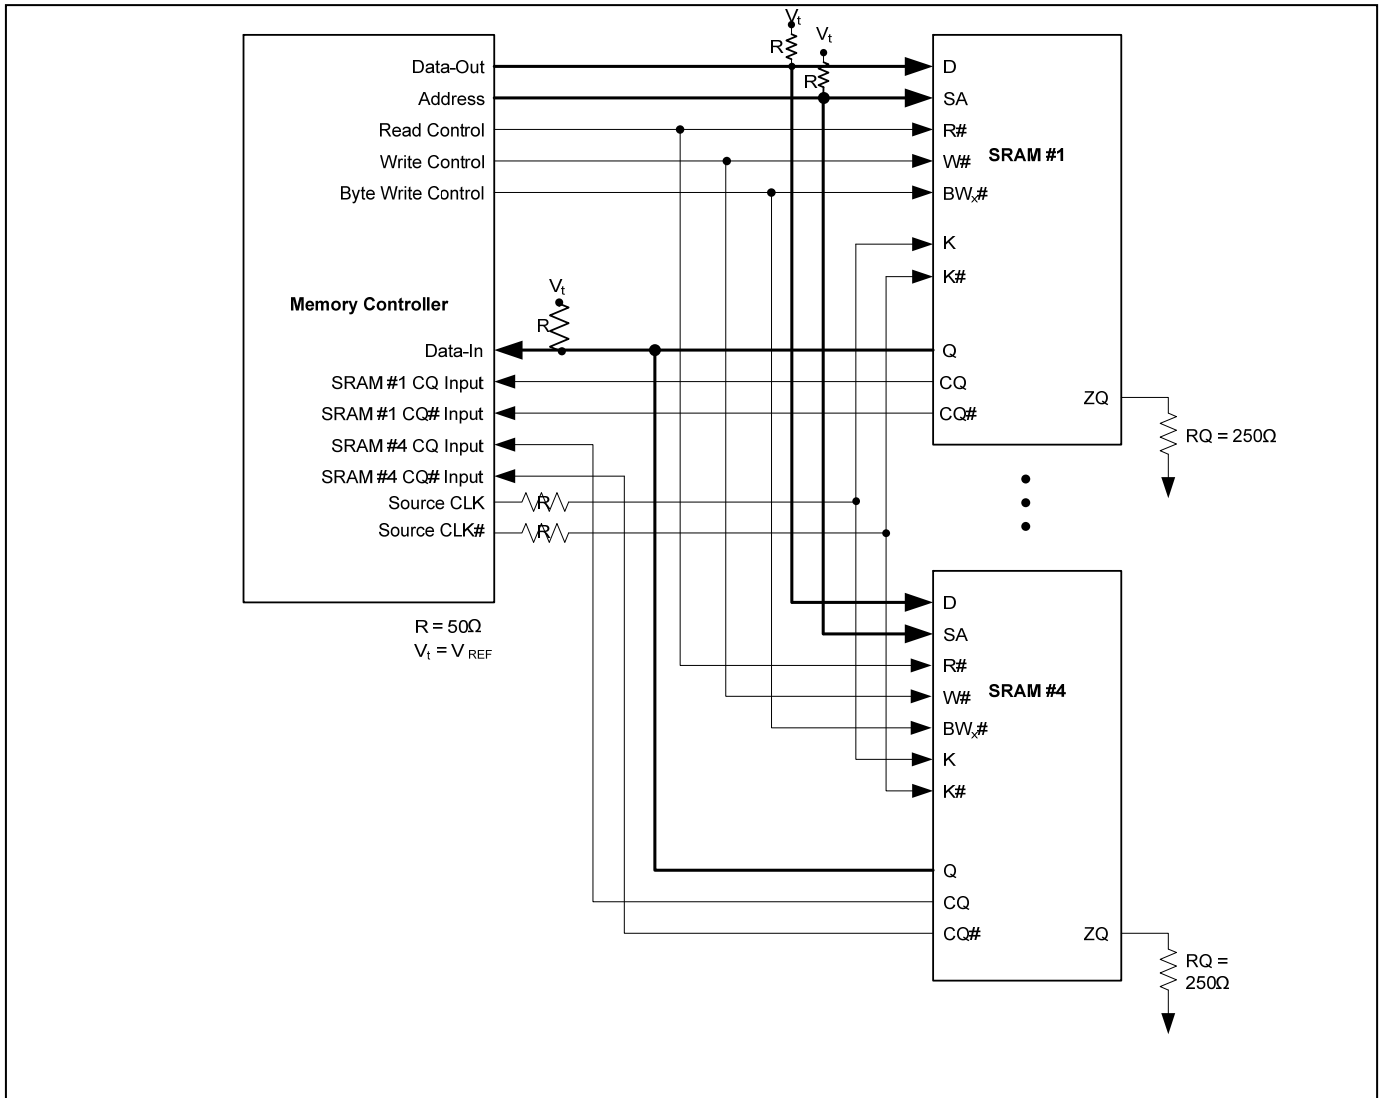 Vt
Vt
R
R
Data-Out
Address
Read Control
Write Control
Byte Write Control
D
SA
R#
W#
BWx#
SRAM #1
K
K#
Memory Controller
Vt
R
Data-In
SRAM #1 CQ Input
SRAM #1 CQ# Input
SRAM #4 CQ Input
SRAM #4 CQ# Input
Source CLK
Source CLK#
R
R
Q
CQ
CQ#
ZQ
RQ = 250Ω
R = 50Ω
Vt = VREF
D
SA
R#
W#
BWx#
SRAM #4
K
K#
Q
CQ
CQ#
ZQ
RQ =
250Ω